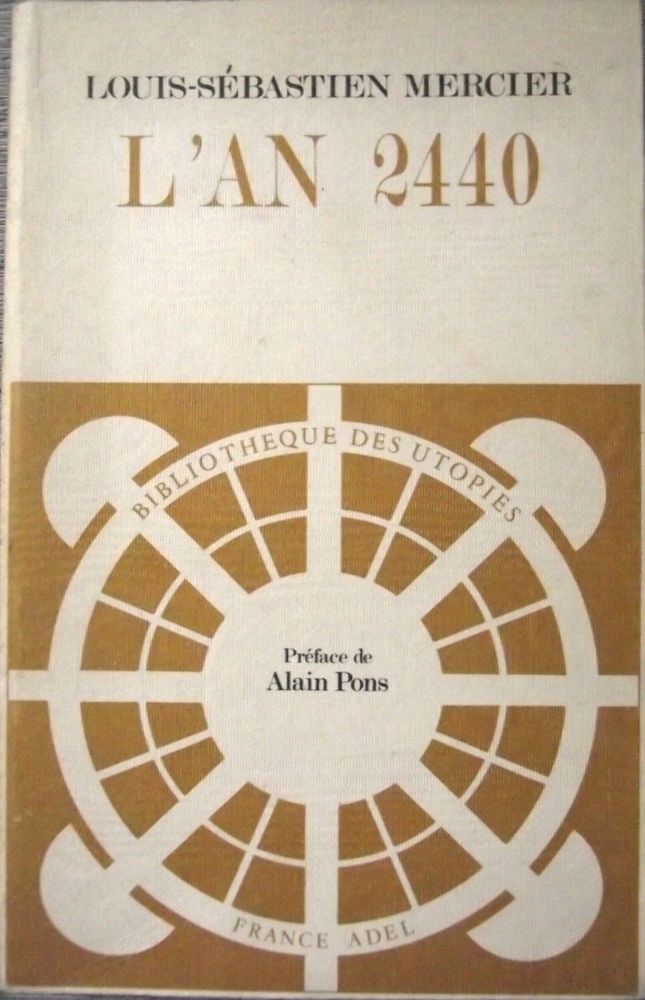 LOUIS-SÉBASTIEN MERCIER
L'AN 2440
BIBLIOTHEQUE DES UTOPIES
Préface de
Alain Pons
FRANCE ADEL